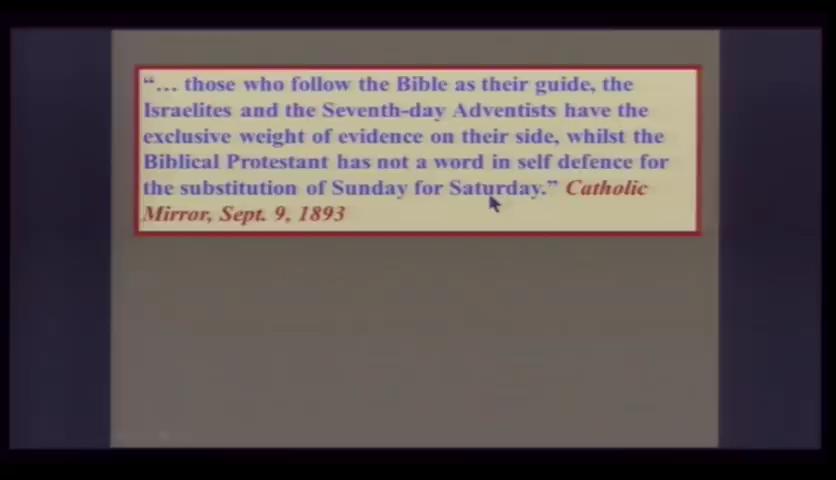 “... those who follow the Bible as their guide, the
Israelites and the Seventh-day Adventists have the
exclusive weight of evidence on their side, whilst the
Biblical Protestant has not a word in self defence for
the substitution of Sunday for Saturday.” Catholic
Mirror, Sept. 9, 1893